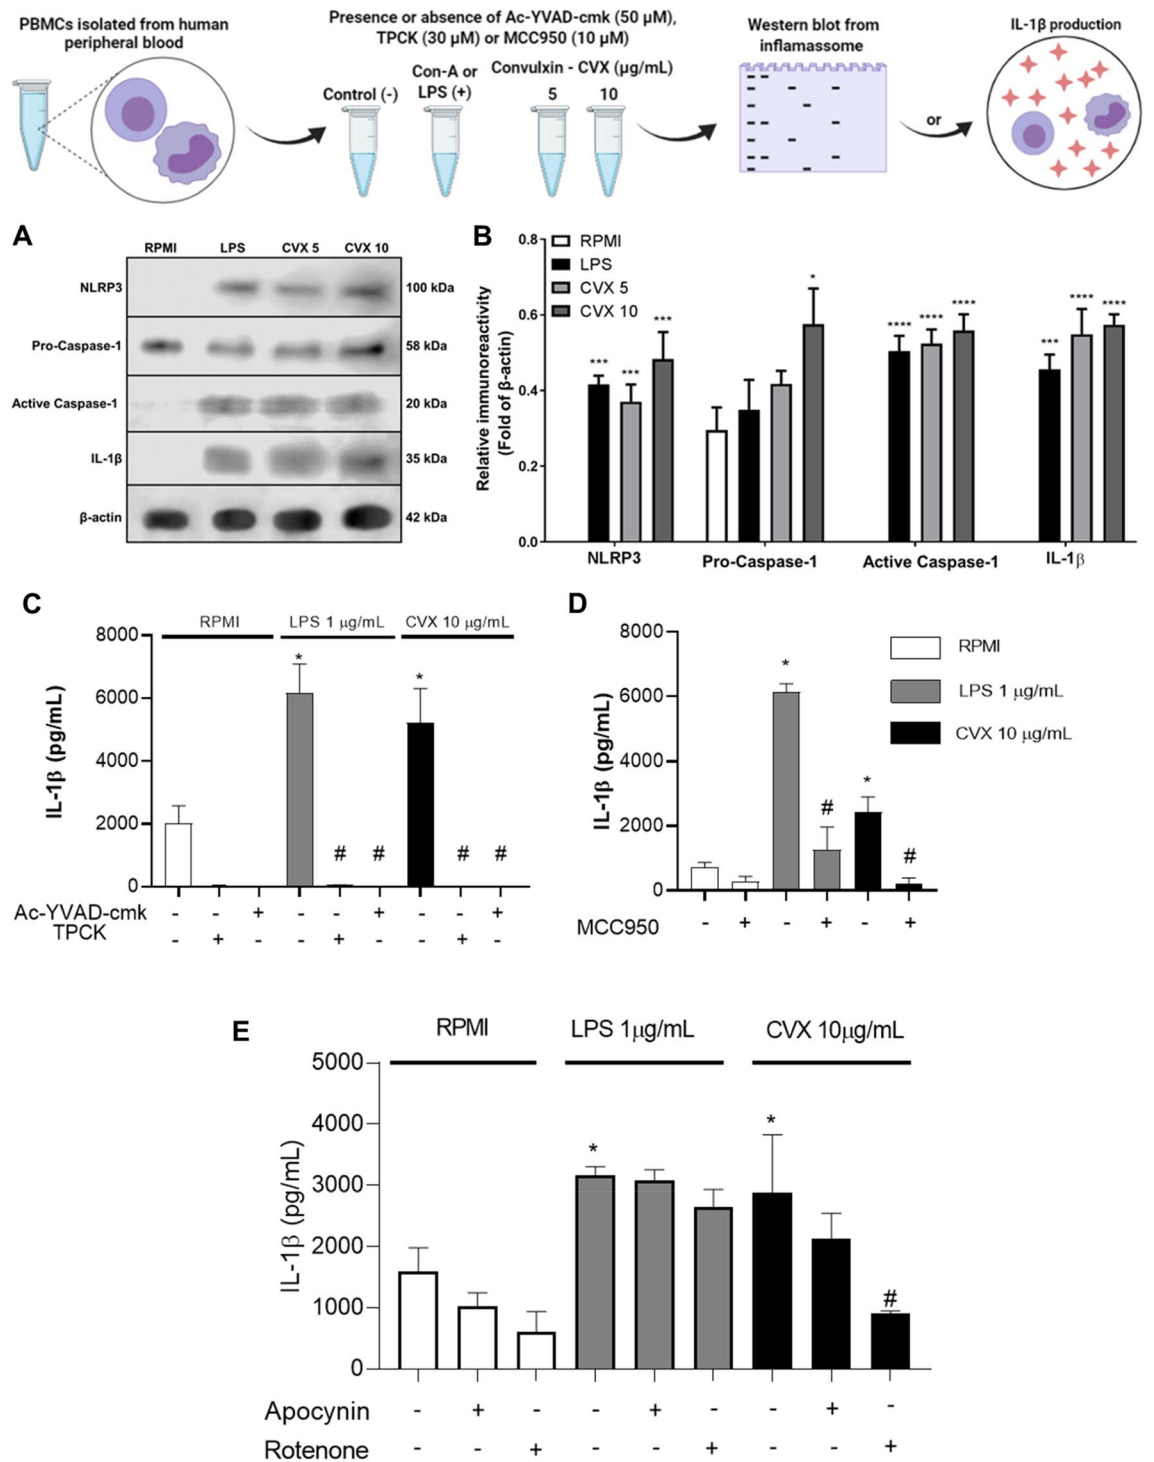 PBMCs isolated from human
peripheral blood
Presence or absence of Ac-YVAD-cmk (50 µM),
TPCK (30 µM) or MCC950 (10 µM)
Control (-)
Con-A or
LPS (+)
Convulxin - CVX (µg/mL)
5 10
Western blot from
inflamassome
or
IL-1β production
A
RPMI LPS CVX 5 CVX 10
NLRP3 100 kDa
Pro-Caspase-1 58 kDa
Active Caspase-1 20 kDa
IL-1β 35 kDa
β-actin 42 kDa
B
Relative immunoreactivity
(Fold of β-actin)
0.8
0.6
0.4
0.2
0.0
RPMI
LPS
CVX 5
CVX 10
*** *** ***
*
**** **** ****
*** **** ****
NLRP3 Pro-Caspase-1 Active Caspase-1 IL-1β
C
RPMI LPS 1 µg/mL CVX 10 µg/mL
IL-1β (pg/mL)
8000
6000
4000
2000
0
* # # * # #
Ac-YVAD-cmk - - + - - + - - +
TPCK - + - - + - - + -
D
IL-1β (pg/mL)
8000
6000
4000
2000
0
* # * #
MCC950 - + - + - +
RPMI
LPS 1 µg/mL
CVX 10 µg/mL
E
RPMI LPS 1µg/mL CVX 10µg/mL
IL-1β (pg/mL)
5000
4000
3000
2000
1000
0
* * #
Apocynin - + - - + - - + -
Rotenone - - + - - + - - +